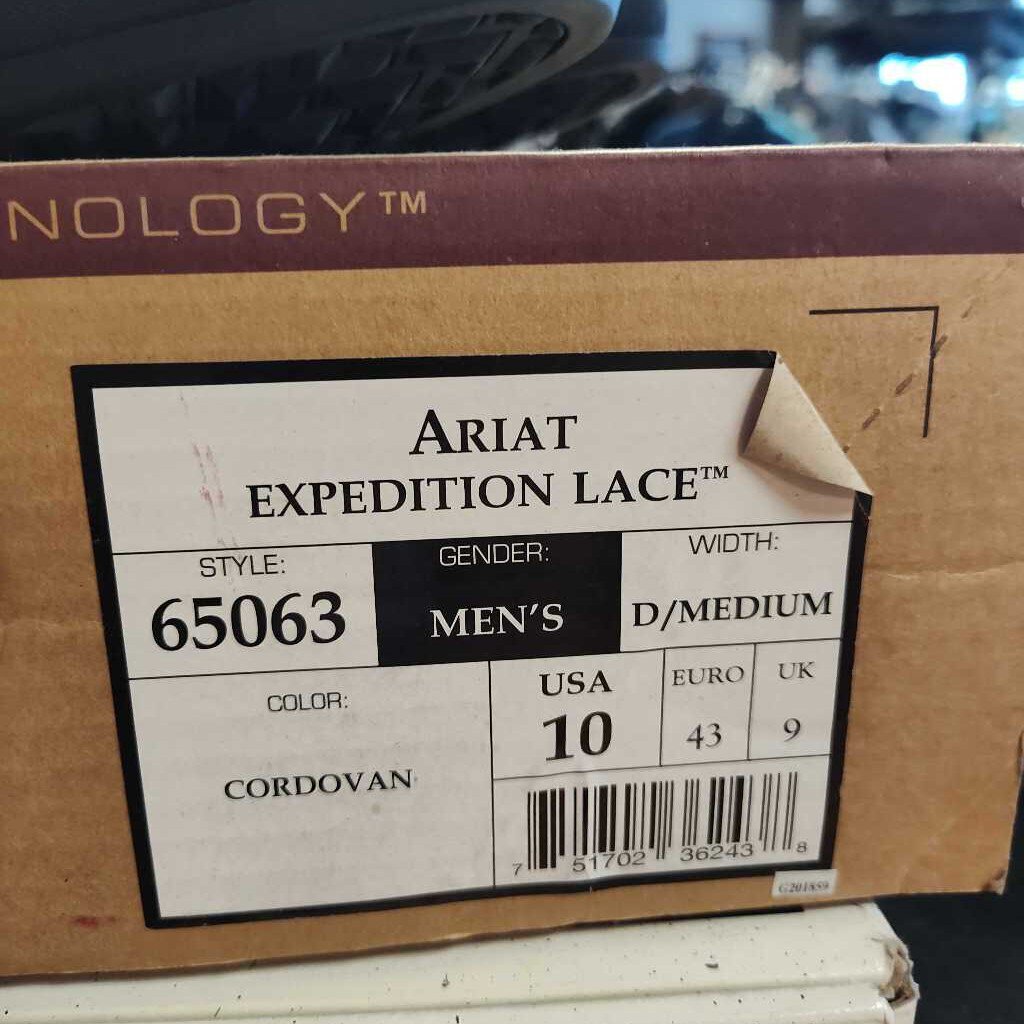 NOLOGY™
ARIAT
EXPEDITION LACE™
STYLE:
65063
GENDER:
MEN'S
WIDTH:
D/MEDIUM
COLOR:
CORDOVAN
USA
10
EURO
43
UK
9
7 51702 36243 8
G201859